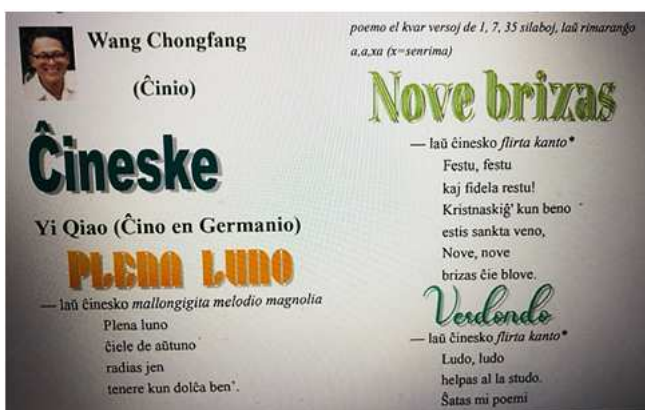 Wang Chongfang
(Ĉinio)
Ĉineske
Yi Qiao (Ĉino en Germanio)
PLENA LUNO
— laŭ ĉinesko mallongigita melodio magnolia
Plena luno
ĉiele de aŭtuno
radias jen
tenere kun dolĉa ben'.
poemo el kvar versoj de 1, 7, 35 silaboj, laŭ rimaranĝo
a,a,xa (x=senrima)
Nove brizas
— laŭ ĉinesko flirta kanto*
Festu, festu
kaj fidela restu!
Kristnaskiĝ' kun beno
estis sankta veno,
Nove, nove
brizas ĉie blove.
Verdondo
— laŭ ĉinesko flirta kanto*
Ludo, ludo
helpas al la studo.
Ŝatas mi poemi